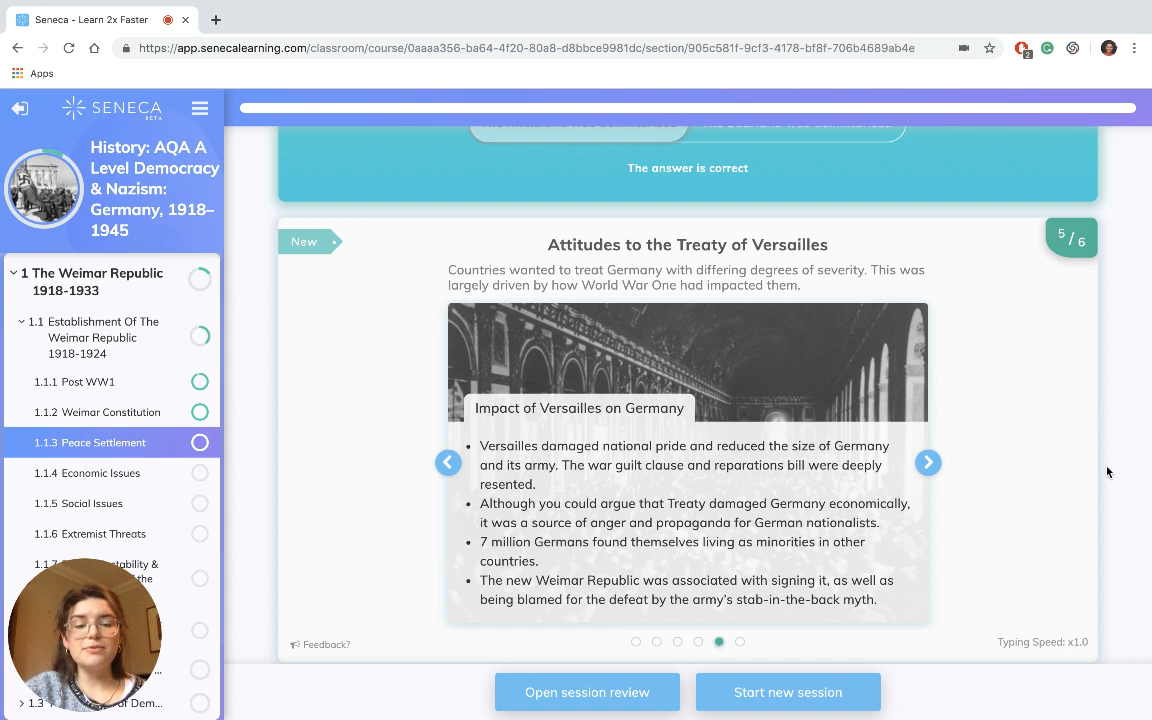 Seneca - Learn 2x Faster
https://app.senecalearning.com/classroom/course/0aaaa356-ba64-4f20-80a8-d8bbce9981dc/section/905c581f-9cf3-4178-bf8f-706b4689ab4e
2
Apps
SENECA
BETA
History: AQA A
Level Democracy
& Nazism:
Germany, 1918–
1945
1 The Weimar Republic
1918-1933
1.1 Establishment Of The
Weimar Republic
1918-1924
1.1.1 Post WW1
1.1.2 Weimar Constitution
1.1.3 Peace Settlement
1.1.4 Economic Issues
1.1.5 Social Issues
1.1.6 Extremist Threats
1.1.7
1.3
of Dem...
The answer is correct
New
5 / 6
Attitudes to the Treaty of Versailles
Countries wanted to treat Germany with differing degrees of severity. This was
largely driven by how World War One had impacted them.
Impact of Versailles on Germany
• Versailles damaged national pride and reduced the size of Germany
and its army. The war guilt clause and reparations bill were deeply
resented.
• Although you could argue that Treaty damaged Germany economically,
it was a source of anger and propaganda for German nationalists.
• 7 million Germans found themselves living as minorities in other
countries.
• The new Weimar Republic was associated with signing it, as well as
being blamed for the defeat by the army's stab-in-the-back myth.
Feedback?
Typing Speed: x1.0
Open session review
Start new session